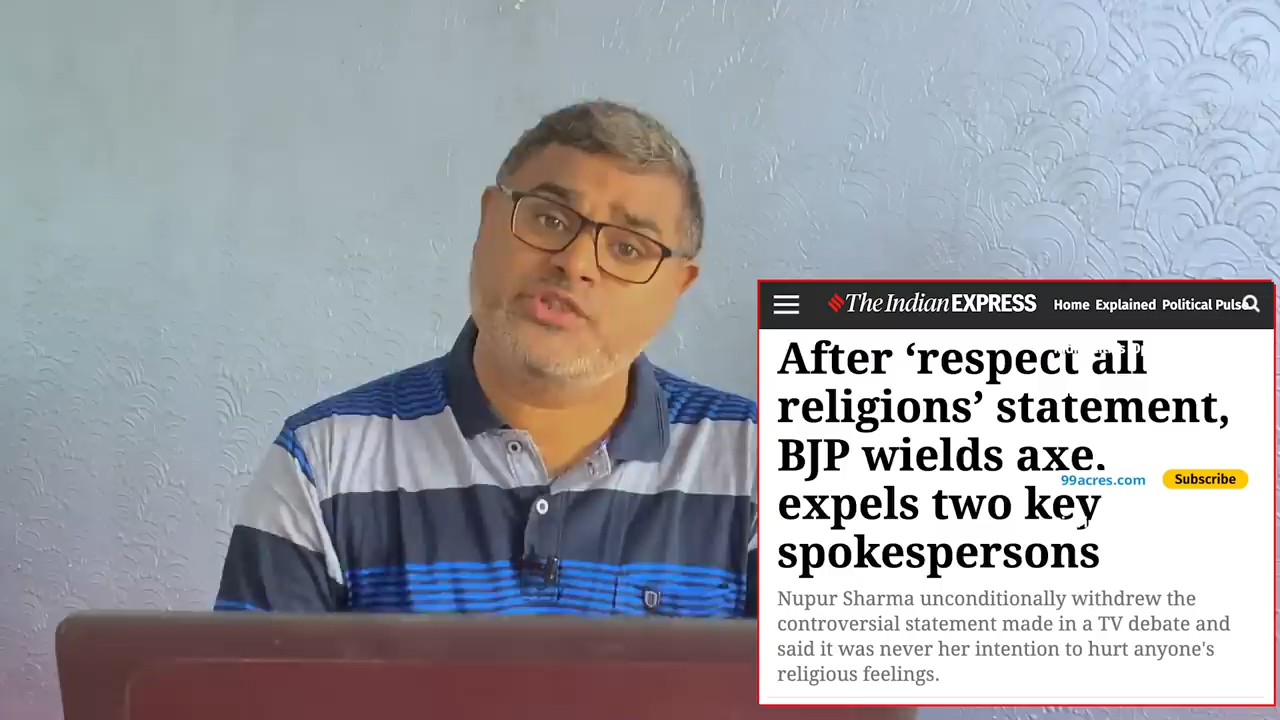 The Indian EXPRESS Home Explained Political Pulse
After ‘respect all
religions’ statement,
BJP wields axe,
99acres.com Subscribe
expels two key
spokespersons
Nupur Sharma unconditionally withdrew the
controversial statement made in a TV debate and
said it was never her intention to hurt anyone's
religious feelings.